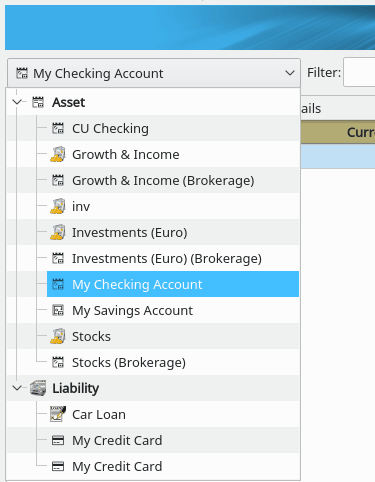 My Checking Account Filter:
Asset
ails
CU Checking
Curr
Growth & Income
Growth & Income (Brokerage)
inv
Investments (Euro)
Investments (Euro) (Brokerage)
My Checking Account
My Savings Account
Stocks
Stocks (Brokerage)
Liability
Car Loan
My Credit Card
My Credit Card